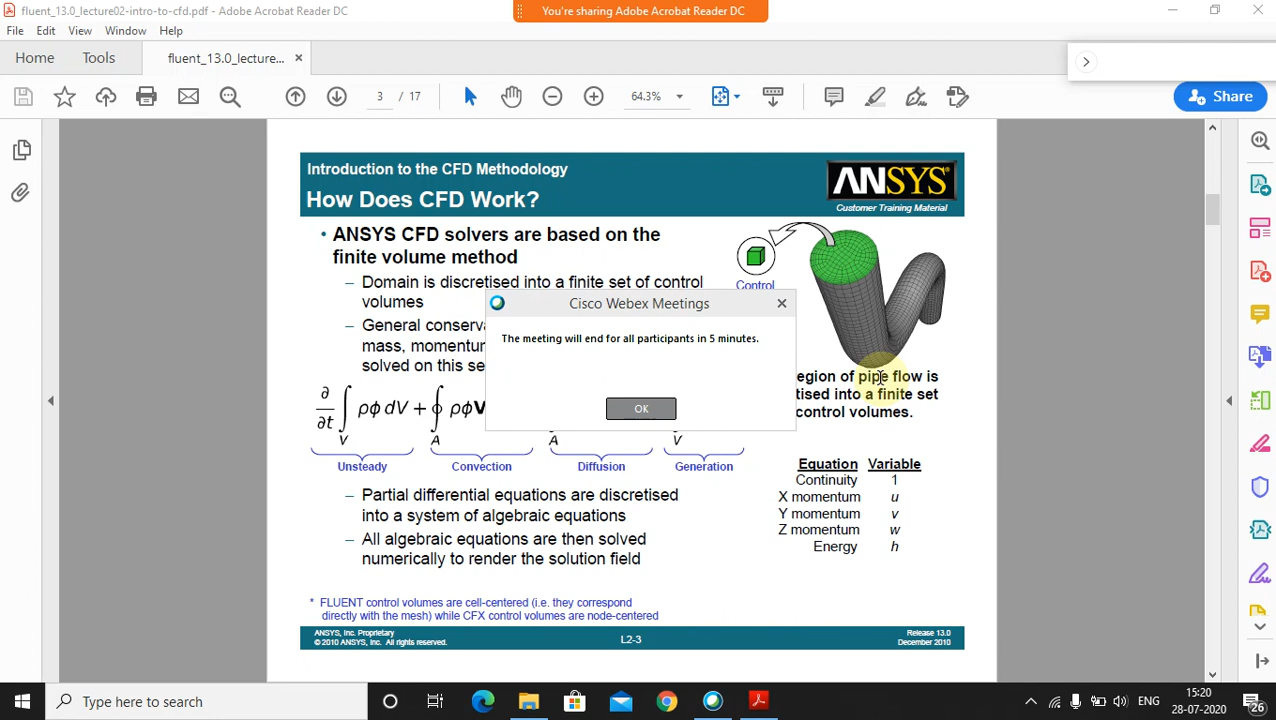 fluent_13.0_lecture02-intro-to-cfd.pdf - Adobe Acrobat Reader DC
You're sharing Adobe Acrobat Reader DC
File Edit View Window Help
Home Tools fluent_13.0_lecture...
3 / 17 64.3% Share
Introduction to the CFD Methodology
How Does CFD Work?
ANSYS
Customer Training Material
• ANSYS CFD solvers are based on the
finite volume method
– Domain is discretised into a finite set of control
volumes
– General conserva
mass, momentum
solved on this se
Control
Cisco Webex Meetings
The meeting will end for all participants in 5 minutes.
OK
egion of pipe flow is
tised into a finite set
control volumes.
∂/∂t ∫V ρϕ dV + ∮A ρϕV
A V
Unsteady Convection Diffusion Generation
– Partial differential equations are discretised
into a system of algebraic equations
– All algebraic equations are then solved
numerically to render the solution field
Equation Variable
Continuity 1
X momentum u
Y momentum v
Z momentum w
Energy h
* FLUENT control volumes are cell-centered (i.e. they correspond
directly with the mesh) while CFX control volumes are node-centered
ANSYS, Inc. Proprietary
© 2010 ANSYS, Inc. All rights reserved.
L2-3
Release 13.0
December 2010
Type here to search
ENG
15:20
28-07-2020
26